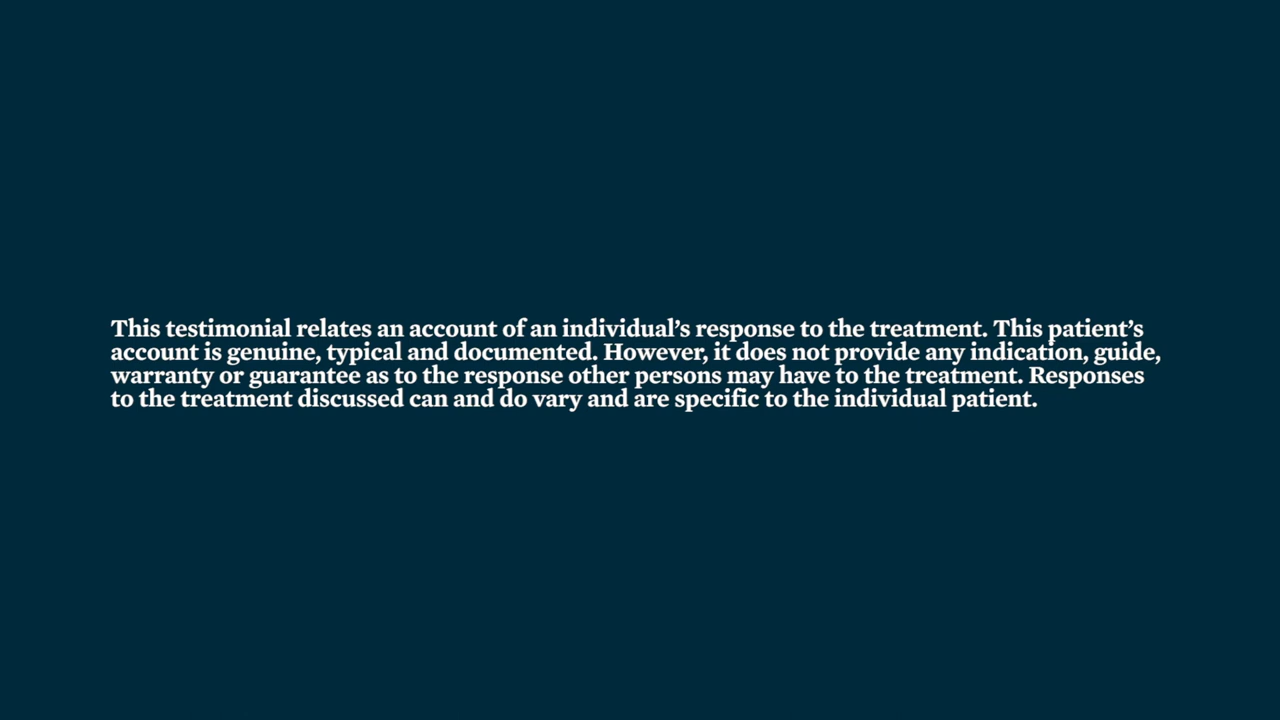 This testimonial relates an account of an individual’s response to the treatment. This patient’s
account is genuine, typical and documented. However, it does not provide any indication, guide,
warranty or guarantee as to the response other persons may have to the treatment. Responses
to the treatment discussed can and do vary and are specific to the individual patient.